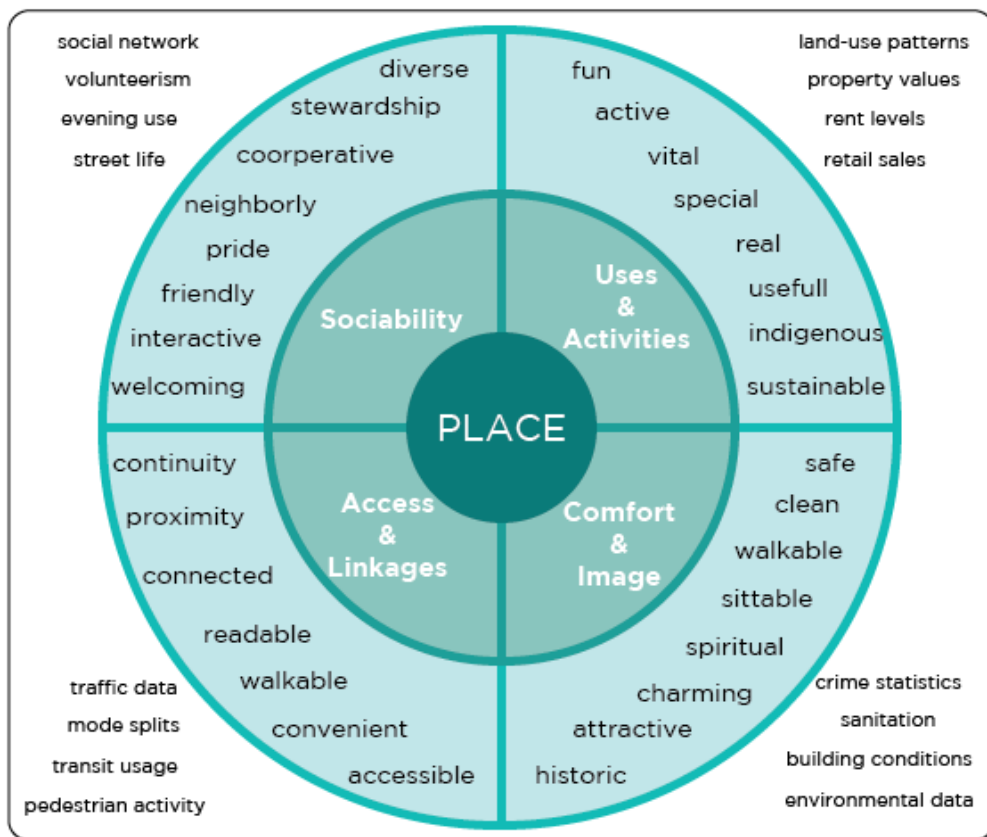 social network
volunteerism
evening use
street life
land-use patterns
property values
rent levels
retail sales
diverse
stewardship
coorperative
neighborly
pride
friendly
interactive
welcoming
fun
active
vital
special
real
usefull
indigenous
sustainable
Sociability
Uses
&
Activities
PLACE
Access
&
Linkages
Comfort
&
Image
continuity
proximity
connected
readable
walkable
convenient
accessible
safe
clean
walkable
sittable
spiritual
charming
attractive
historic
traffic data
mode splits
transit usage
pedestrian activity
crime statistics
sanitation
building conditions
environmental data